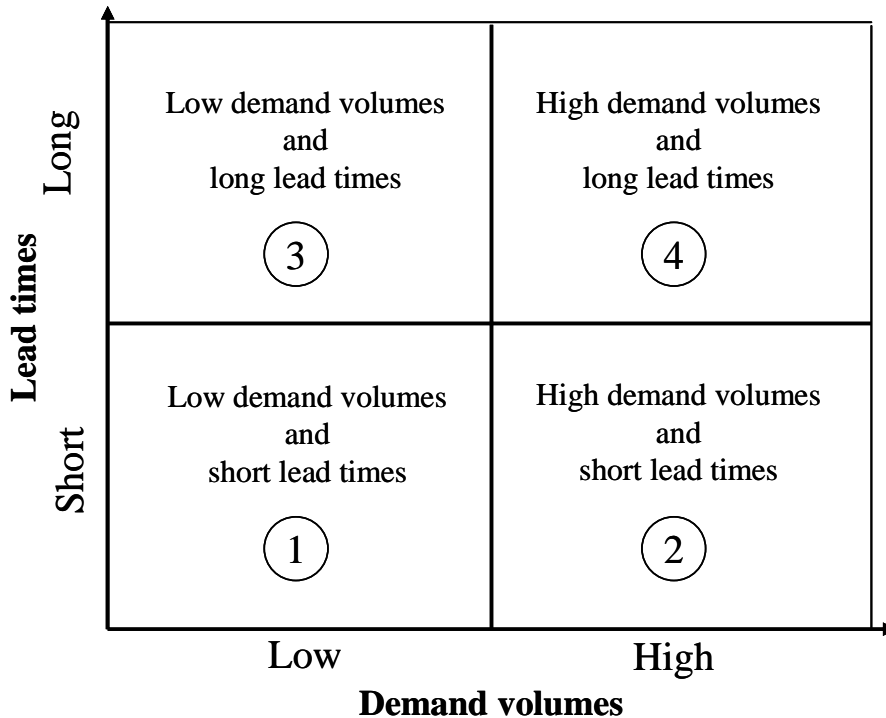 Low demand volumes
and
long lead times
3
High demand volumes
and
long lead times
4
Low demand volumes
and
short lead times
1
High demand volumes
and
short lead times
2
Long
Short
Lead times
Low
High
Demand volumes